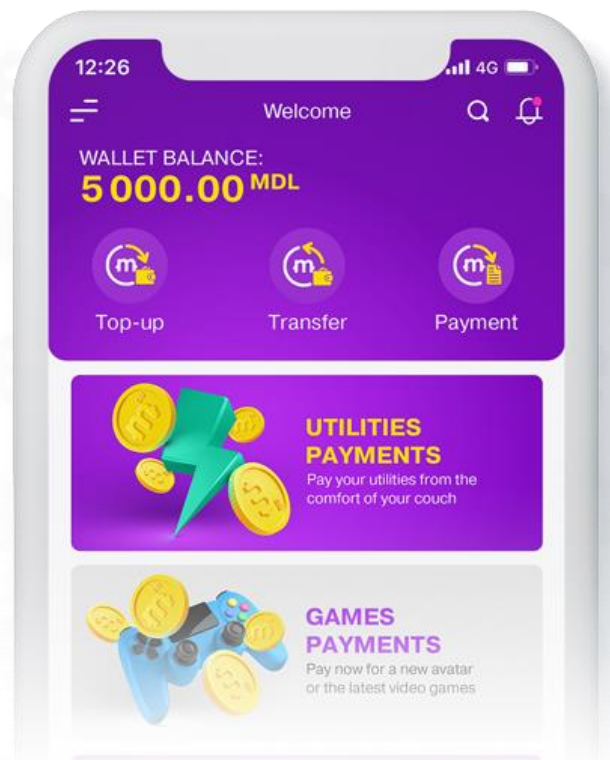 12:26
4G
Welcome
WALLET BALANCE:
5 000.00 MDL
Top-up
Transfer
Payment
UTILITIES
PAYMENTS
Pay your utilities from the
comfort of your couch
GAMES
PAYMENTS
Pay now for a new avatar
or the latest video games